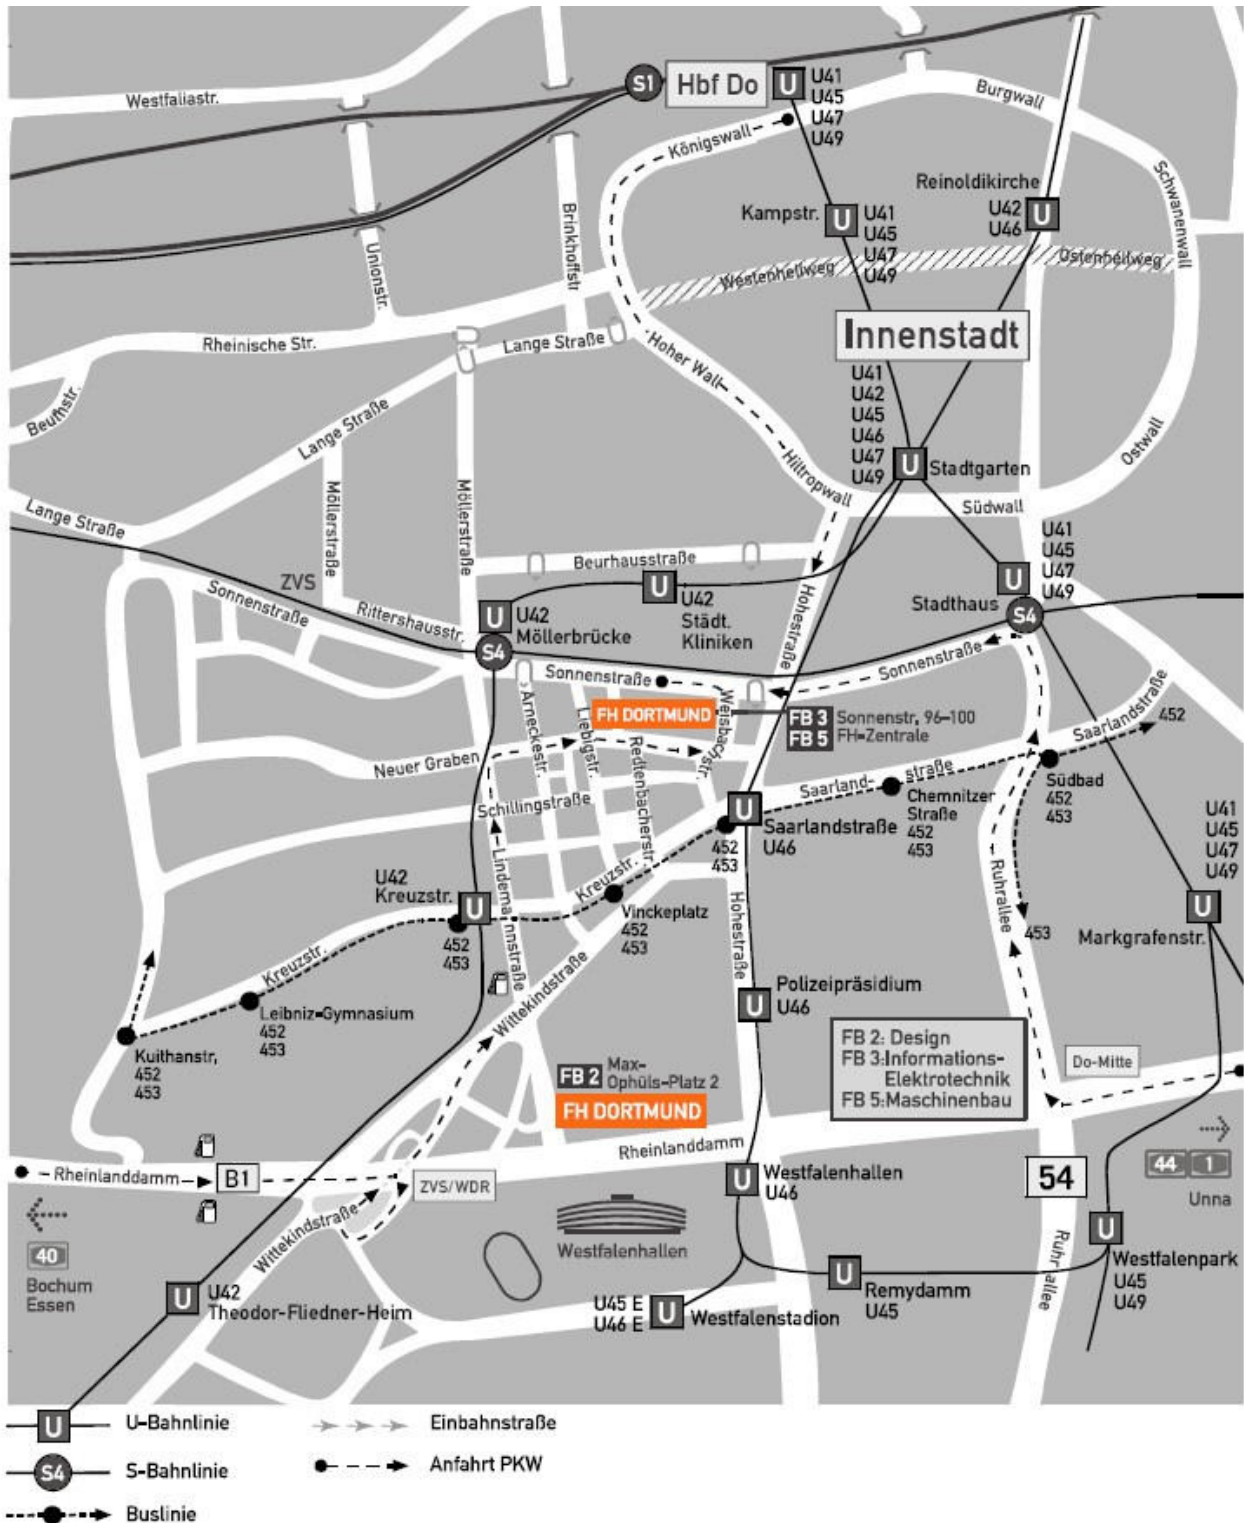 S1
Hbf Do
U
U41
U45
U47
U49
Westfaliastr.
Burgwall
Königswall
Schwanenwall
Reinoldikirche
U42
U46
U
Kampstr.
U
U41
U45
U47
U49
Brinkhoffstr
Unionstr.
Westenhellweg
Ostenhellweg
Rheinische Str.
Lange Straße
Innenstadt
Hoher Wall
U41
U42
U45
U46
U47
U49
U
Stadtgarten
Beuthstr.
Lange Straße
Ostwall
Hiltropwall
Südwall
Lange Straße
Möllerstraße
Möllerstraße
Beurhausstraße
U41
U45
U47
U49
U
Stadthaus
S4
ZVS
Sonnenstraße
Rittershausstr.
U
U42
Möllerbrücke
S4
U
U42
Städt.
Kliniken
Hohestraße
Sonnenstraße
Sonnenstraße
Weisbachstr.
Arneckestr.
Liebigstr.
Redtenbacherstr.
FH DORTMUND
FB 3
FB 5
Sonnenstr, 96-100
FH-Zentrale
Saarlandstraße
452
Neuer Graben
Schillingstraße
Saarland-
straße
Südbad
452
453
Chemnitzer
Straße
452
453
U
Saarlandstraße
U46
452
453
U41
U45
U47
U49
Lindemannstraße
U42
Kreuzstr.
U
452
453
Kreuzstr.
Vinckeplatz
452
453
Hohestraße
Ruhrallee
453
U
Markgrafenstr.
Kreuzstr.
Leibniz-Gymnasium
452
453
Wittekindstraße
Polizeipräsidium
U
U46
Kuithanstr,
452
453
FB 2
Max-
Ophüls-Platz 2
FH DORTMUND
FB 2: Design
FB 3:Informations-
Elektrotechnik
FB 5:Maschinenbau
Do-Mitte
Rheinlanddamm
Rheinlanddamm
B1
ZVS/WDR
U
Westfalenhallen
U46
54
44
1
Unna
Wittekindstraße
Westfalenhallen
40
Bochum
Essen
U
U42
Theodor-Fliedner-Heim
U45 E
U46 E
U
Westfalenstadion
U
Remydamm
U45
Ruhrallee
U
Westfalenpark
U45
U49
U
U-Bahnlinie
Einbahnstraße
S4
S-Bahnlinie
Anfahrt PKW
Buslinie